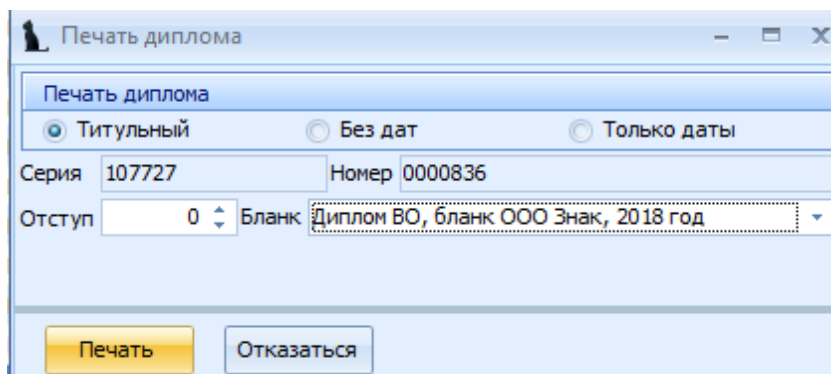 Печать диплома
Печать диплома
Титульный Без дат Только даты
Серия 107727 Номер 0000836
Отступ 0 Бланк Диплом ВО, бланк ООО Знак, 2018 год
Печать Отказаться